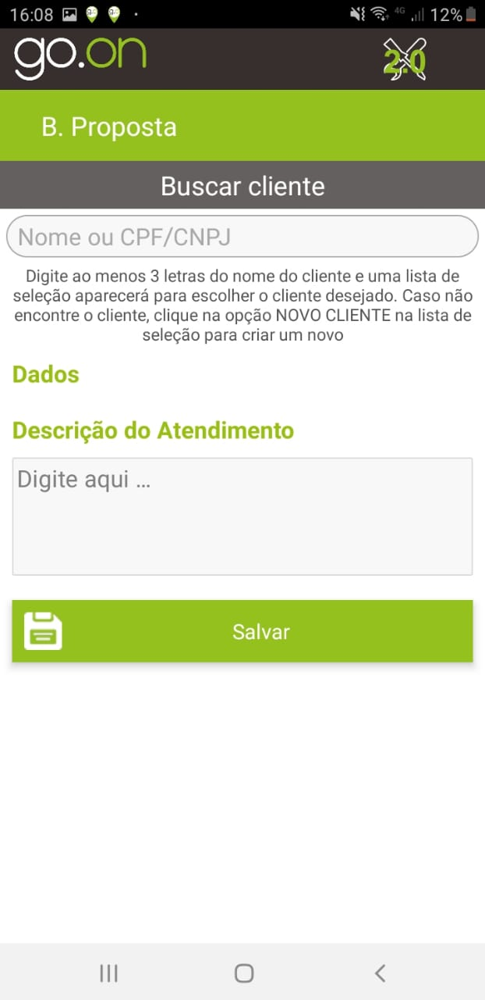 16:08
4G
12%
go.on
2.0
B. Proposta
Buscar cliente
Nome ou CPF/CNPJ
Digite ao menos 3 letras do nome do cliente e uma lista de
seleção aparecerá para escolher o cliente desejado. Caso não
encontre o cliente, clique na opção NOVO CLIENTE na lista de
seleção para criar um novo
Dados
Descrição do Atendimento
Digite aqui ...
Salvar